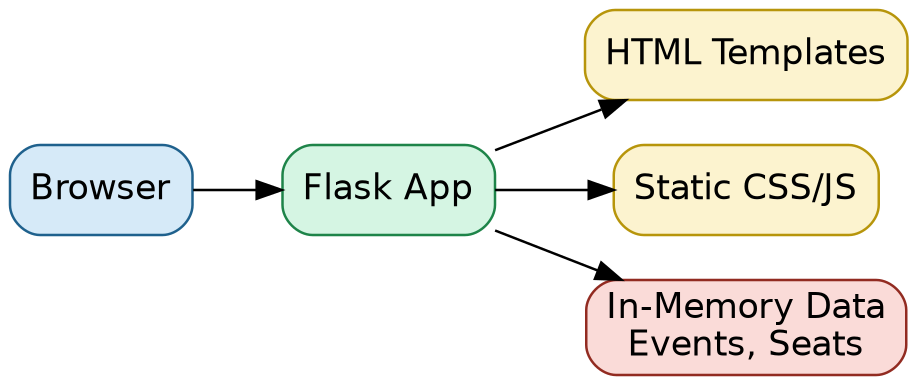 Browser
Flask App
HTML Templates
Static CSS/JS
In-Memory Data
Events, Seats